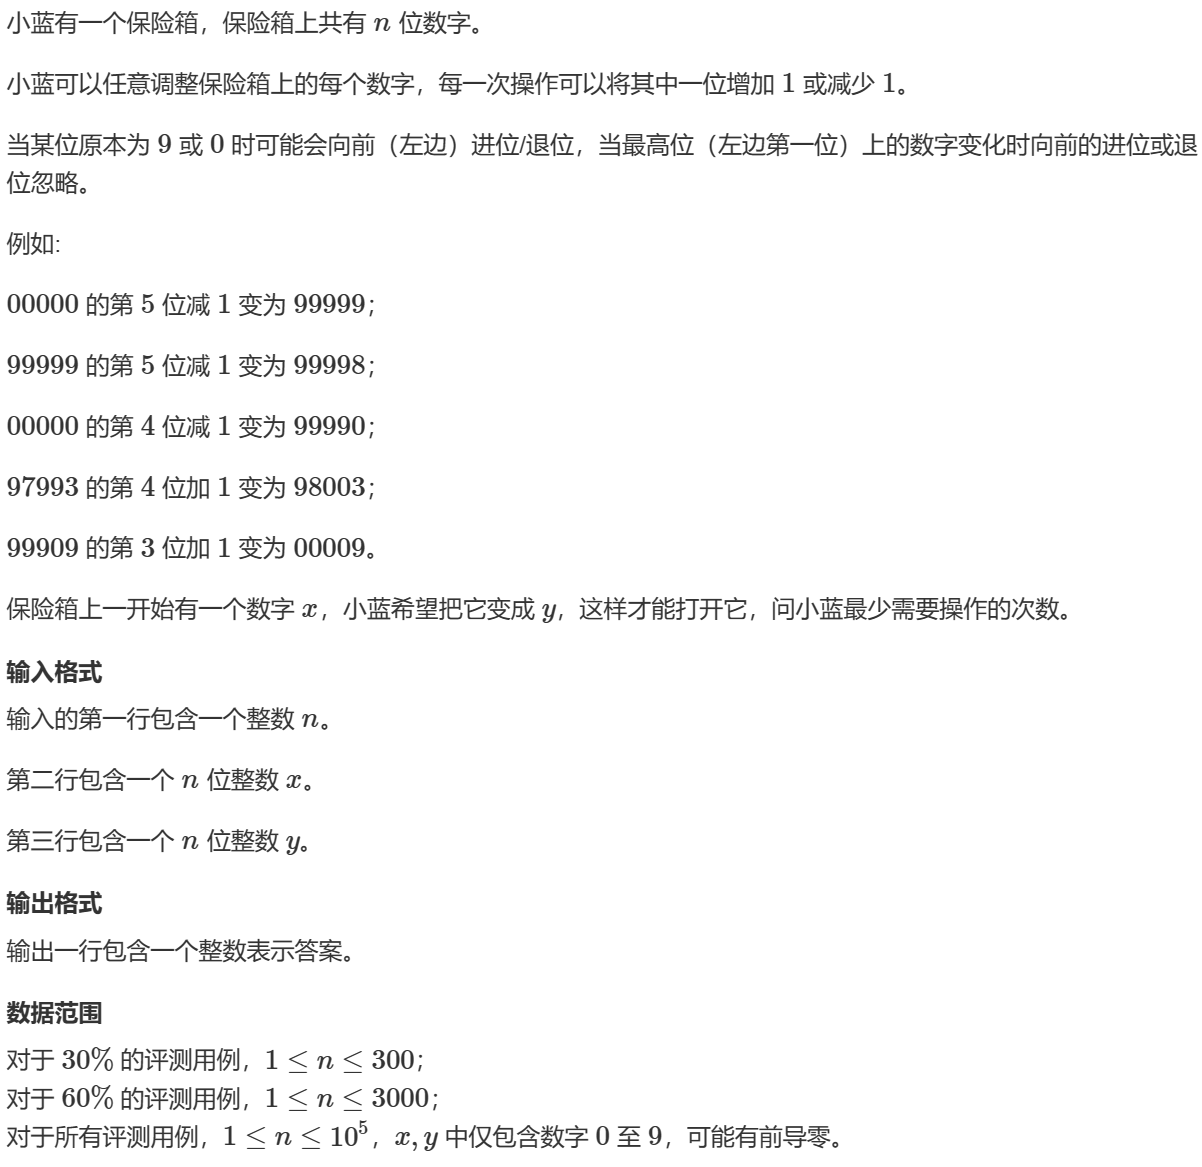 小蓝有一个保险箱，保险箱上共有 n 位数字。
小蓝可以任意调整保险箱上的每个数字，每一次操作可以将其中一位增加 1 或减少 1。
当某位原本为 9 或 0 时可能会向前（左边）进位/退位，当最高位（左边第一位）上的数字变化时向前的进位或退
位忽略。
例如:
00000 的第 5 位减 1 变为 99999；
99999 的第 5 位减 1 变为 99998；
00000 的第 4 位减 1 变为 99990；
97993 的第 4 位加 1 变为 98003；
99909 的第 3 位加 1 变为 00009。
保险箱上一开始有一个数字 x，小蓝希望把它变成 y，这样才能打开它，问小蓝最少需要操作的次数。
输入格式
输入的第一行包含一个整数 n。
第二行包含一个 n 位整数 x。
第三行包含一个 n 位整数 y。
输出格式
输出一行包含一个整数表示答案。
数据范围
对于 30% 的评测用例，1 ≤ n ≤ 300；
对于 60% 的评测用例，1 ≤ n ≤ 3000；
对于所有评测用例，1 ≤ n ≤ 10⁵，x, y 中仅包含数字 0 至 9，可能有前导零。